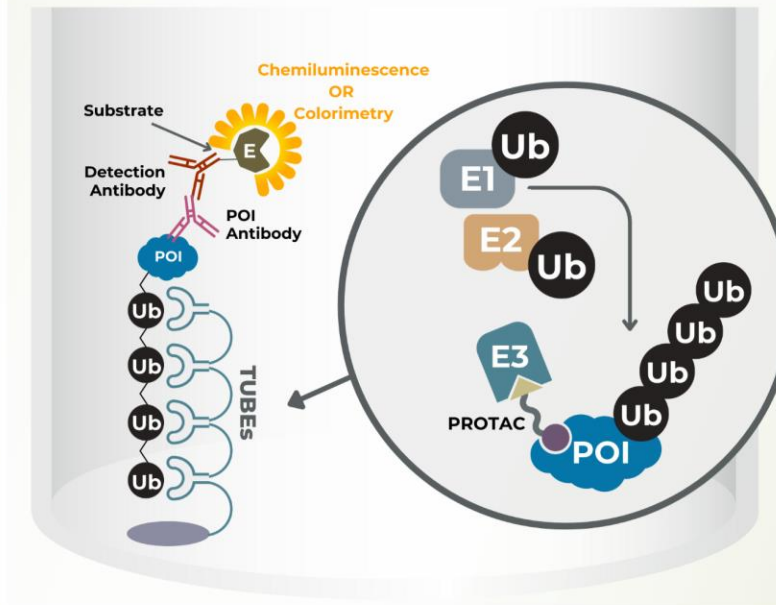 Chemiluminescence
OR
Colorimetry
Substrate
E
Detection
Antibody
POI
Antibody
POI
Ub
Ub
Ub
Ub
TUBEs
Ub
E1
E2
Ub
E3
PROTAC
POI
Ub
Ub
Ub
Ub